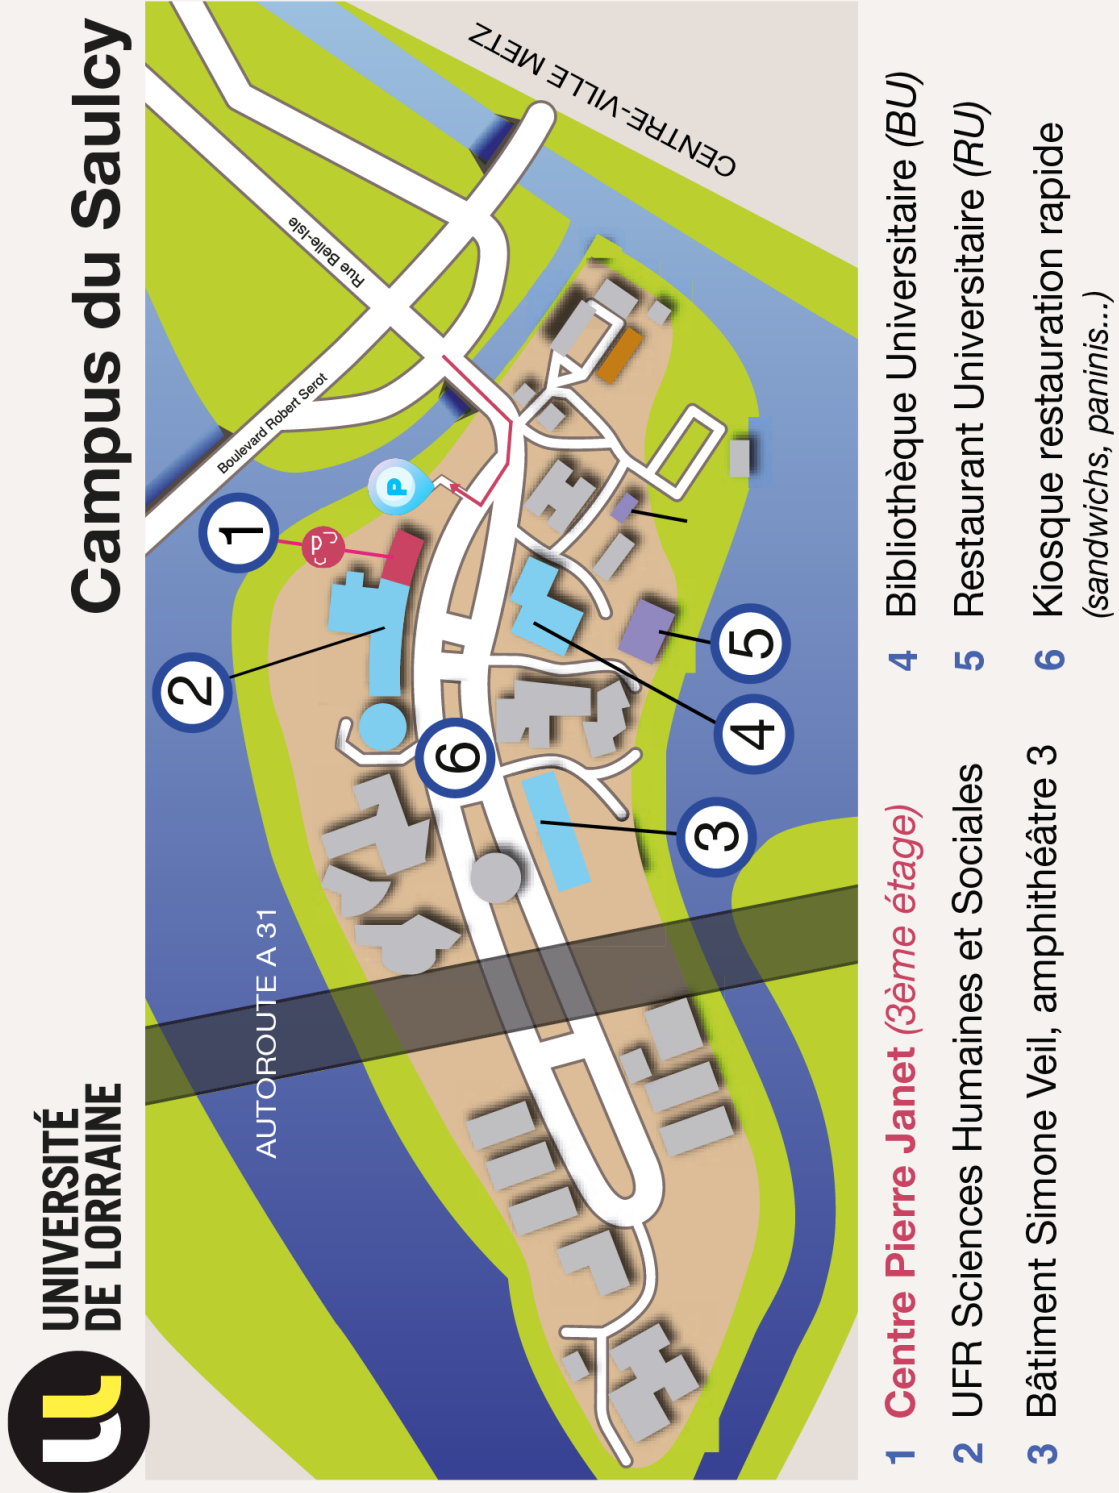 UNIVERSITÉ
DE LORRAINE
Campus du Saulcy
AUTOROUTE A 31
Boulevard Robert Serot
Rue Belle-Isle
CENTRE-VILLE METZ
P
pj
1
2
3
4
5
6
1 Centre Pierre Janet (3ème étage)
2 UFR Sciences Humaines et Sociales
3 Bâtiment Simone Veil, amphithéâtre 3
4 Bibliothèque Universitaire (BU)
5 Restaurant Universitaire (RU)
6 Kiosque restauration rapide
(sandwichs, paninis...)